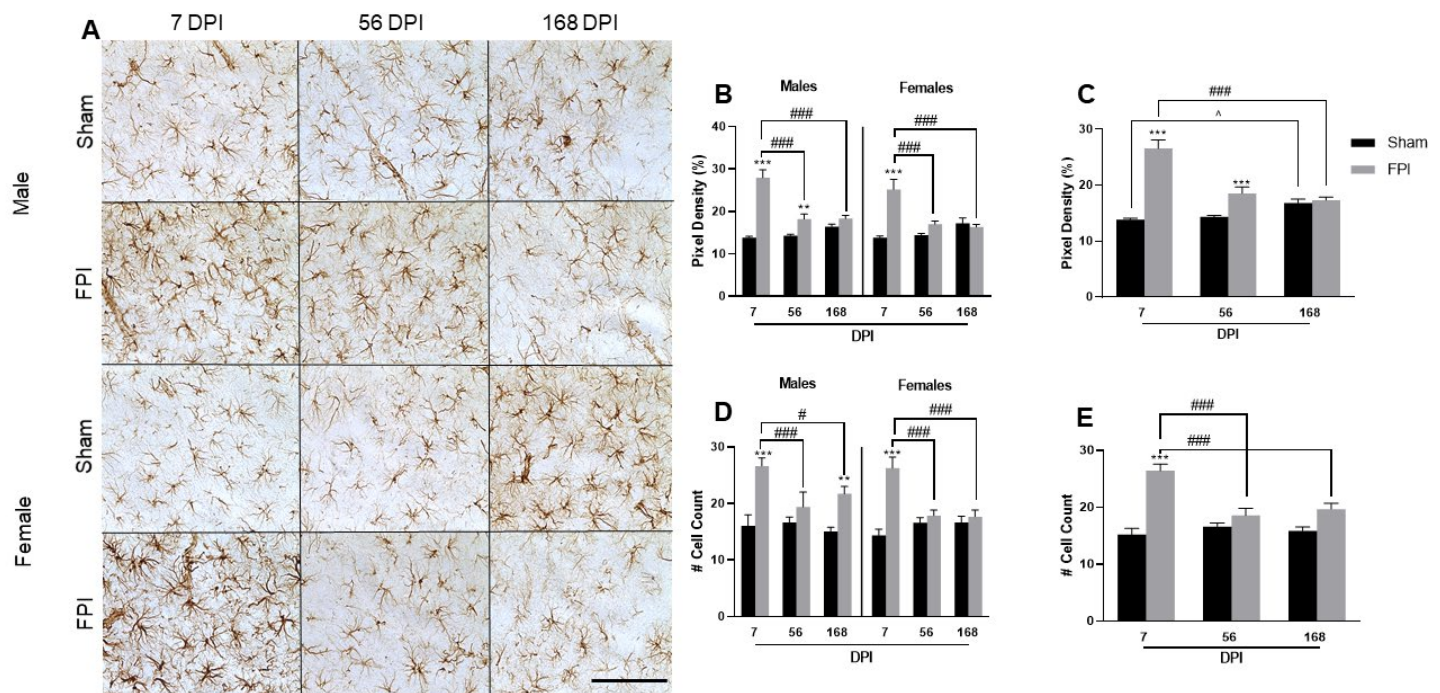 A
7 DPI
56 DPI
168 DPI
Male
Sham
FPI
Female
Sham
FPI
B
Males
Females
###
###
###
###
***
**
***
Pixel Density (%)
40
30
20
10
0
7
56
168
7
56
168
DPI
C
###
^
***
***
Pixel Density (%)
30
20
10
0
7
56
168
DPI
Sham
FPI
D
Males
Females
#
###
###
###
***
**
***
# Cell Count
30
20
10
0
7
56
168
7
56
168
DPI
E
###
###
***
# Cell Count
30
20
10
0
7
56
168
DPI